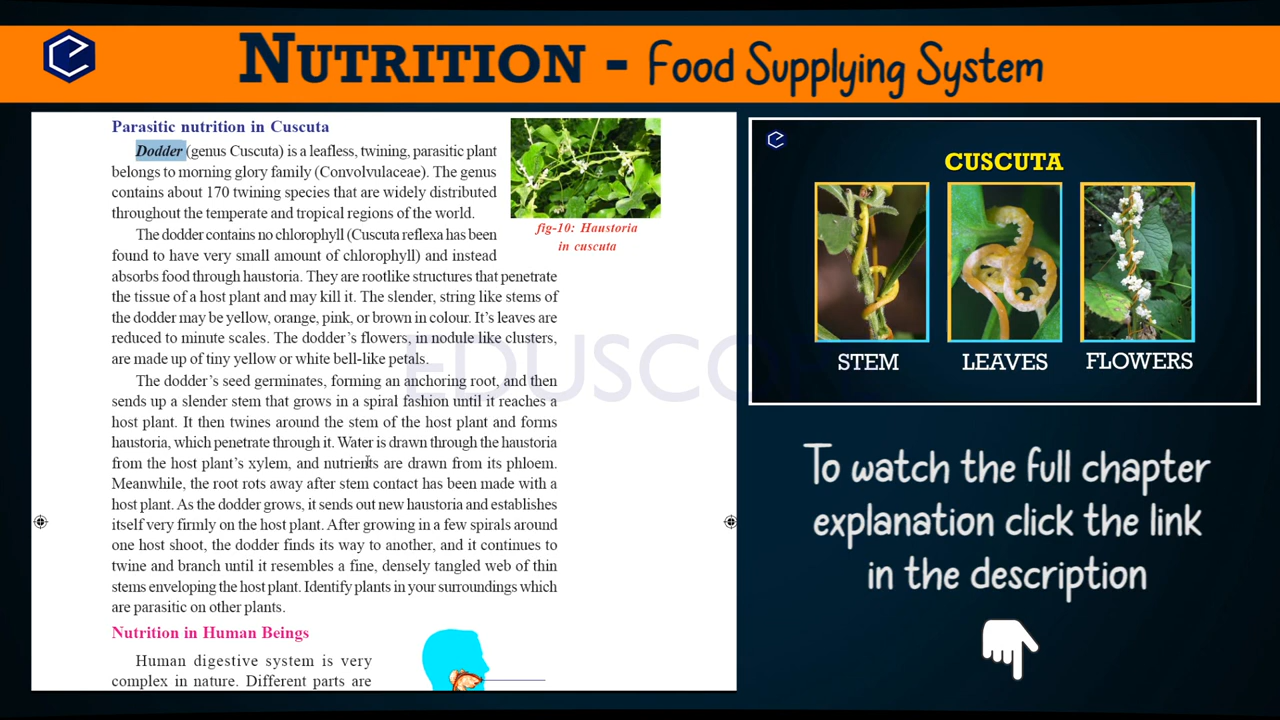 NUTRITION - Food Supplying System
Parasitic nutrition in Cuscuta
Dodder (genus Cuscuta) is a leafless, twining, parasitic plant
belongs to morning glory family (Convolvulaceae). The genus
contains about 170 twining species that are widely distributed
throughout the temperate and tropical regions of the world.
The dodder contains no chlorophyll (Cuscuta reflexa has been
found to have very small amount of chlorophyll) and instead
absorbs food through haustoria. They are rootlike structures that penetrate
the tissue of a host plant and may kill it. The slender, string like stems of
the dodder may be yellow, orange, pink, or brown in colour. It's leaves are
reduced to minute scales. The dodder's flowers, in nodule like clusters,
are made up of tiny yellow or white bell-like petals.
The dodder's seed germinates, forming an anchoring root, and then
sends up a slender stem that grows in a spiral fashion until it reaches a
host plant. It then twines around the stem of the host plant and forms
haustoria, which penetrate through it. Water is drawn through the haustoria
from the host plant's xylem, and nutrients are drawn from its phloem.
Meanwhile, the root rots away after stem contact has been made with a
host plant. As the dodder grows, it sends out new haustoria and establishes
itself very firmly on the host plant. After growing in a few spirals around
one host shoot, the dodder finds its way to another, and it continues to
twine and branch until it resembles a fine, densely tangled web of thin
stems enveloping the host plant. Identify plants in your surroundings which
are parasitic on other plants.
Nutrition in Human Beings
Human digestive system is very
complex in nature. Different parts are
fig-10: Haustoria
in cuscuta
EDUSCOP
CUSCUTA
STEM
LEAVES
FLOWERS
To watch the full chapter
explanation click the link
in the description